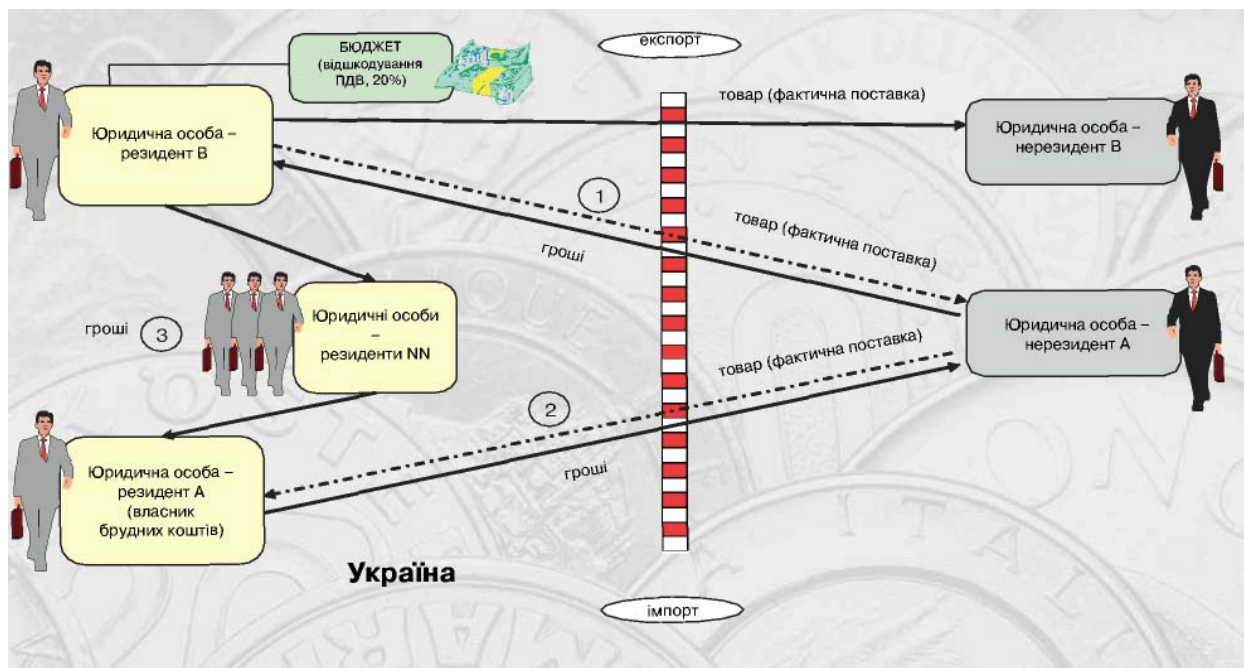 БЮДЖЕТ
(відшкодування
ПДВ, 20%)
експорт
товар (фактична поставка)
Юридична особа –
резидент В
Юридична особа –
нерезидент В
1
товар (фактична поставка)
гроші
Юридичні особи
–
резиденти NN
гроші
3
Юридична особа –
нерезидент А
товар (фактична поставка)
2
гроші
Юридична особа –
резидент А
(власник
брудних коштів)
Україна
імпорт